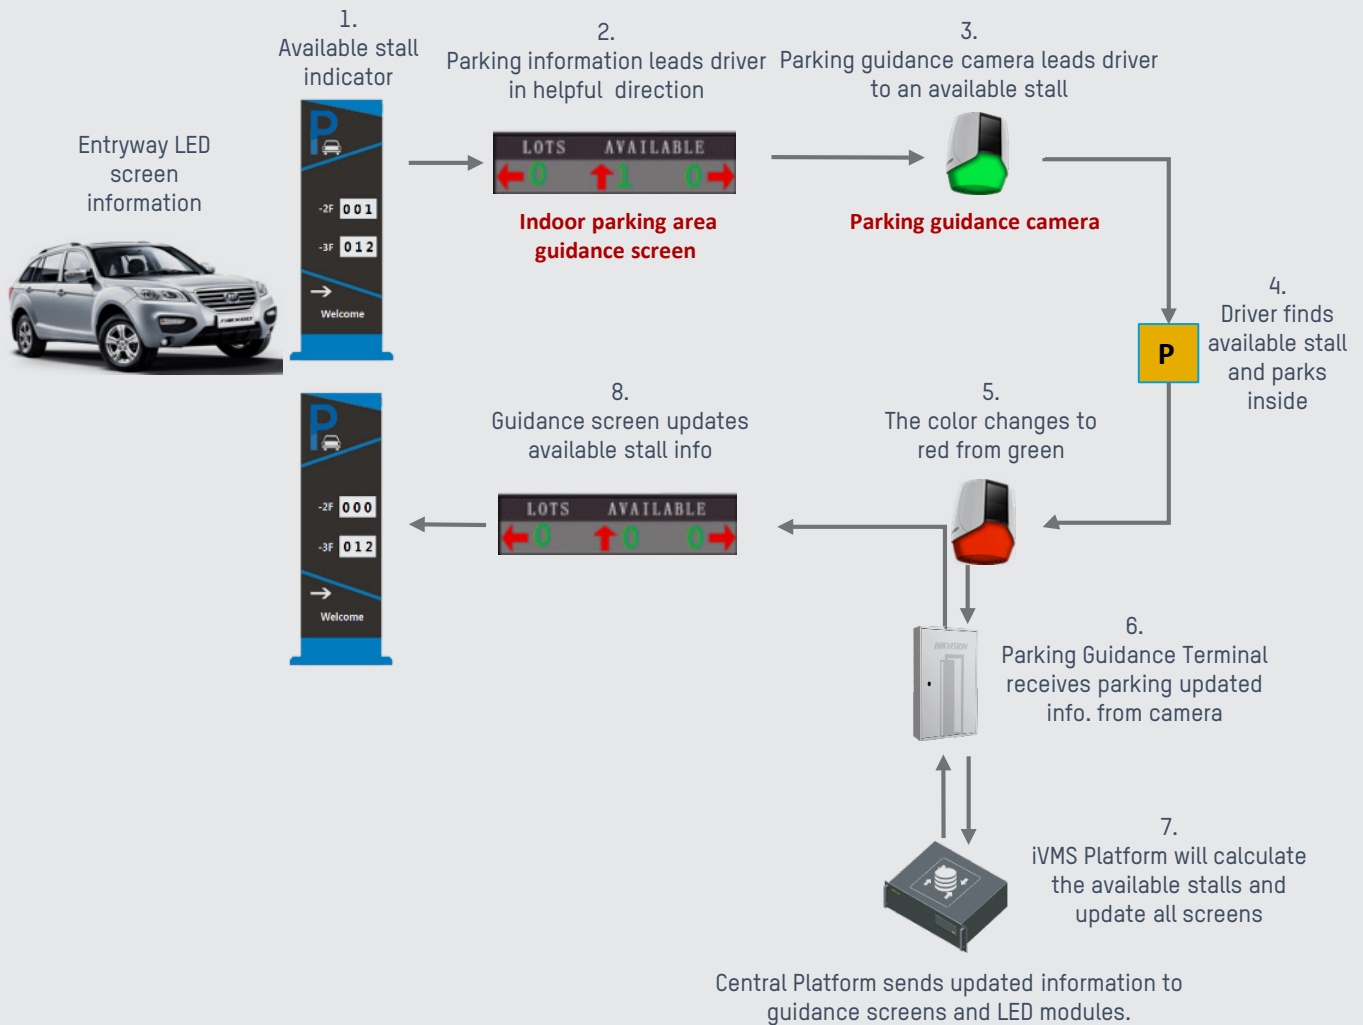 1.
Available stall
indicator
2.
Parking information leads driver
in helpful direction
3.
Parking guidance camera leads driver
to an available stall
Entryway LED
screen
information
P
-2F 001
-3F 012
→
Welcome
LOTS AVAILABLE
← 0 ↑ 1 0 →
Indoor parking area
guidance screen
Parking guidance camera
4.
Driver finds
available stall
and parks
inside
P
5.
The color changes to
red from green
8.
Guidance screen updates
available stall info
LOTS AVAILABLE
← 0 ↑ 0 0 →
P
-2F 000
-3F 012
→
Welcome
HIKVISION
6.
Parking Guidance Terminal
receives parking updated
info. from camera
7.
iVMS Platform will calculate
the available stalls and
update all screens
Central Platform sends updated information to
guidance screens and LED modules.